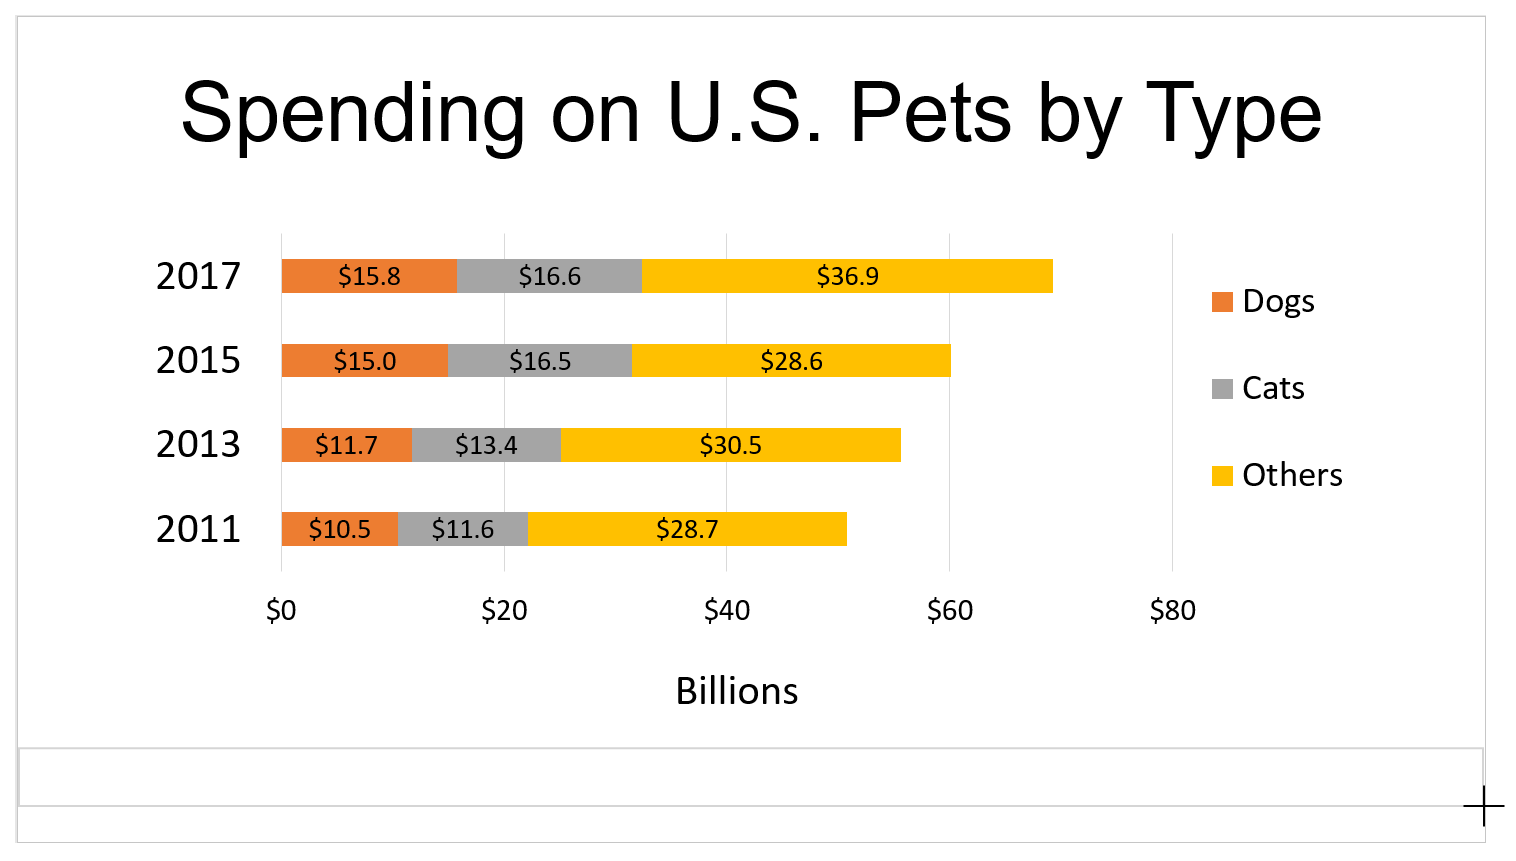 Spending on U.S. Pets by Type
2017 $15.8 $16.6 $36.9
Dogs
2015 $15.0 $16.5 $28.6
Cats
2013 $11.7 $13.4 $30.5
Others
2011 $10.5 $11.6 $28.7
$0 $20 $40 $60 $80
Billions